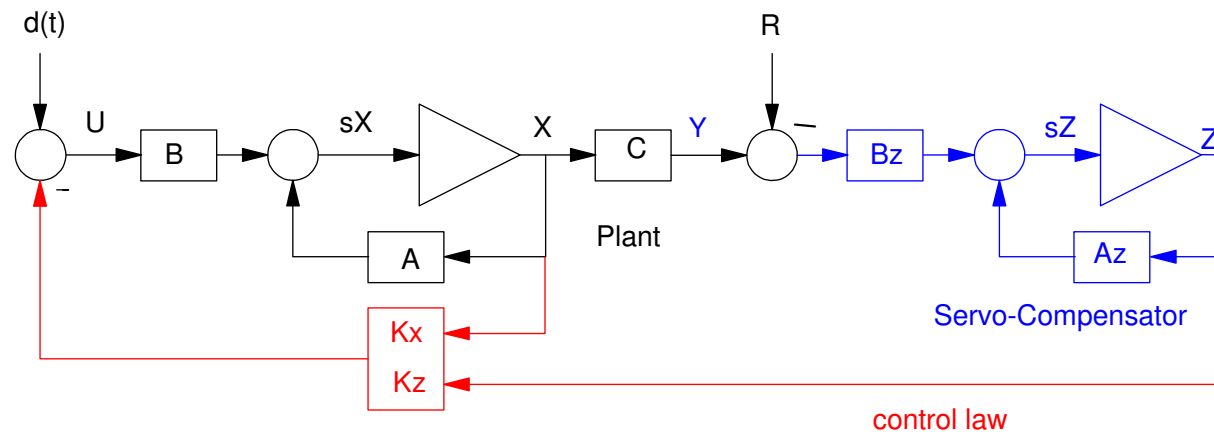 d(t)
R
U
B
sX
X
C
Y
–
Bz
sZ
Z
–
A
Plant
Az
Kx
Kz
Servo-Compensator
control law